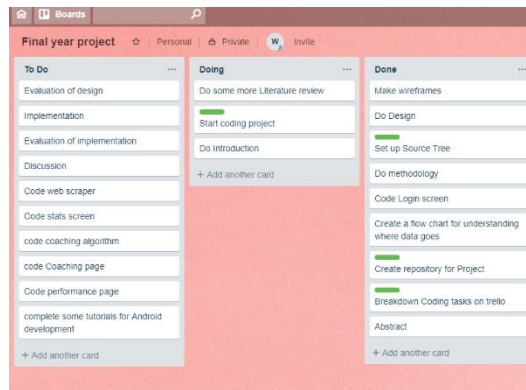 Boards
Final year project
Personal
Private
W
Invite
To Do
Evaluation of design
Implementation
Evaluation of implementation
Discussion
Code web scraper
Code stats screen
code coaching algorithm
code Coaching page
Code performance page
complete some tutorials for Android
development
+ Add another card
Doing
Do some more Literature review
Start coding project
Do Introduction
+ Add another card
Done
Make wireframes
Do Design
Set up Source Tree
Do methodology
Code Login screen
Create a flow chart for understanding
where data goes
Create repository for Project
Breakdown Coding tasks on trello
Abstract
+ Add another card